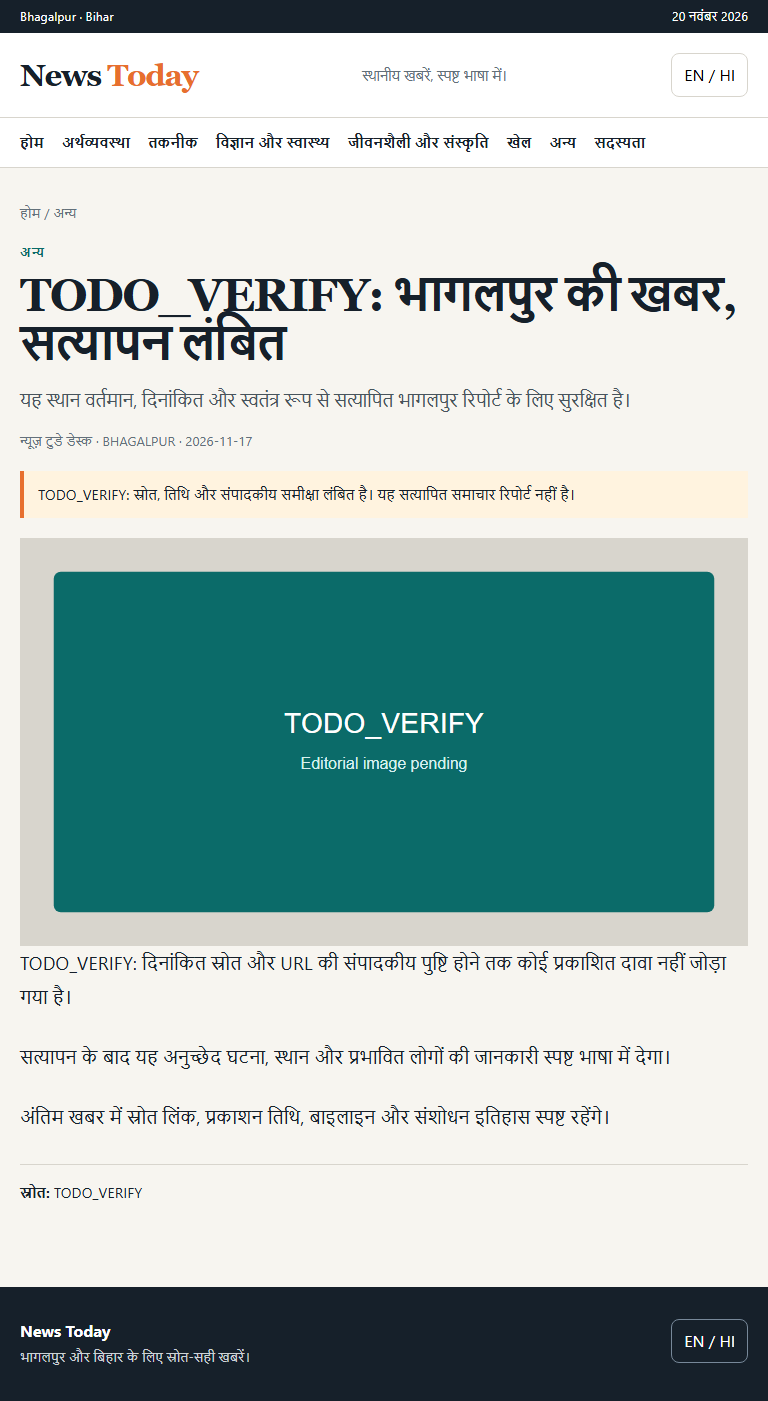 Bhagalpur · Bihar
20 नवंबर 2026
News Today
स्थानीय खबरें, स्पष्ट भाषा में।
EN / HI
होम अर्थव्यवस्था तकनीक विज्ञान और स्वास्थ्य जीवनशैली और संस्कृति खेल अन्य सदस्यता
होम / अन्य
अन्य
TODO_VERIFY: भागलपुर की खबर,
सत्यापन लंबित
यह स्थान वर्तमान, दिनांकित और स्वतंत्र रूप से सत्यापित भागलपुर रिपोर्ट के लिए सुरक्षित है।
न्यूज़ टुडे डेस्क · BHAGALPUR · 2026-11-17
TODO_VERIFY: स्रोत, तिथि और संपादकीय समीक्षा लंबित है। यह सत्यापित समाचार रिपोर्ट नहीं है।
TODO_VERIFY
Editorial image pending
TODO_VERIFY: दिनांकित स्रोत और URL की संपादकीय पुष्टि होने तक कोई प्रकाशित दावा नहीं जोड़ा
गया है।
सत्यापन के बाद यह अनुच्छेद घटना, स्थान और प्रभावित लोगों की जानकारी स्पष्ट भाषा में देगा।
अंतिम खबर में स्रोत लिंक, प्रकाशन तिथि, बाइलाइन और संशोधन इतिहास स्पष्ट रहेंगे।
स्रोत: TODO_VERIFY
News Today
भागलपुर और बिहार के लिए स्रोत-सही खबरें।
EN / HI